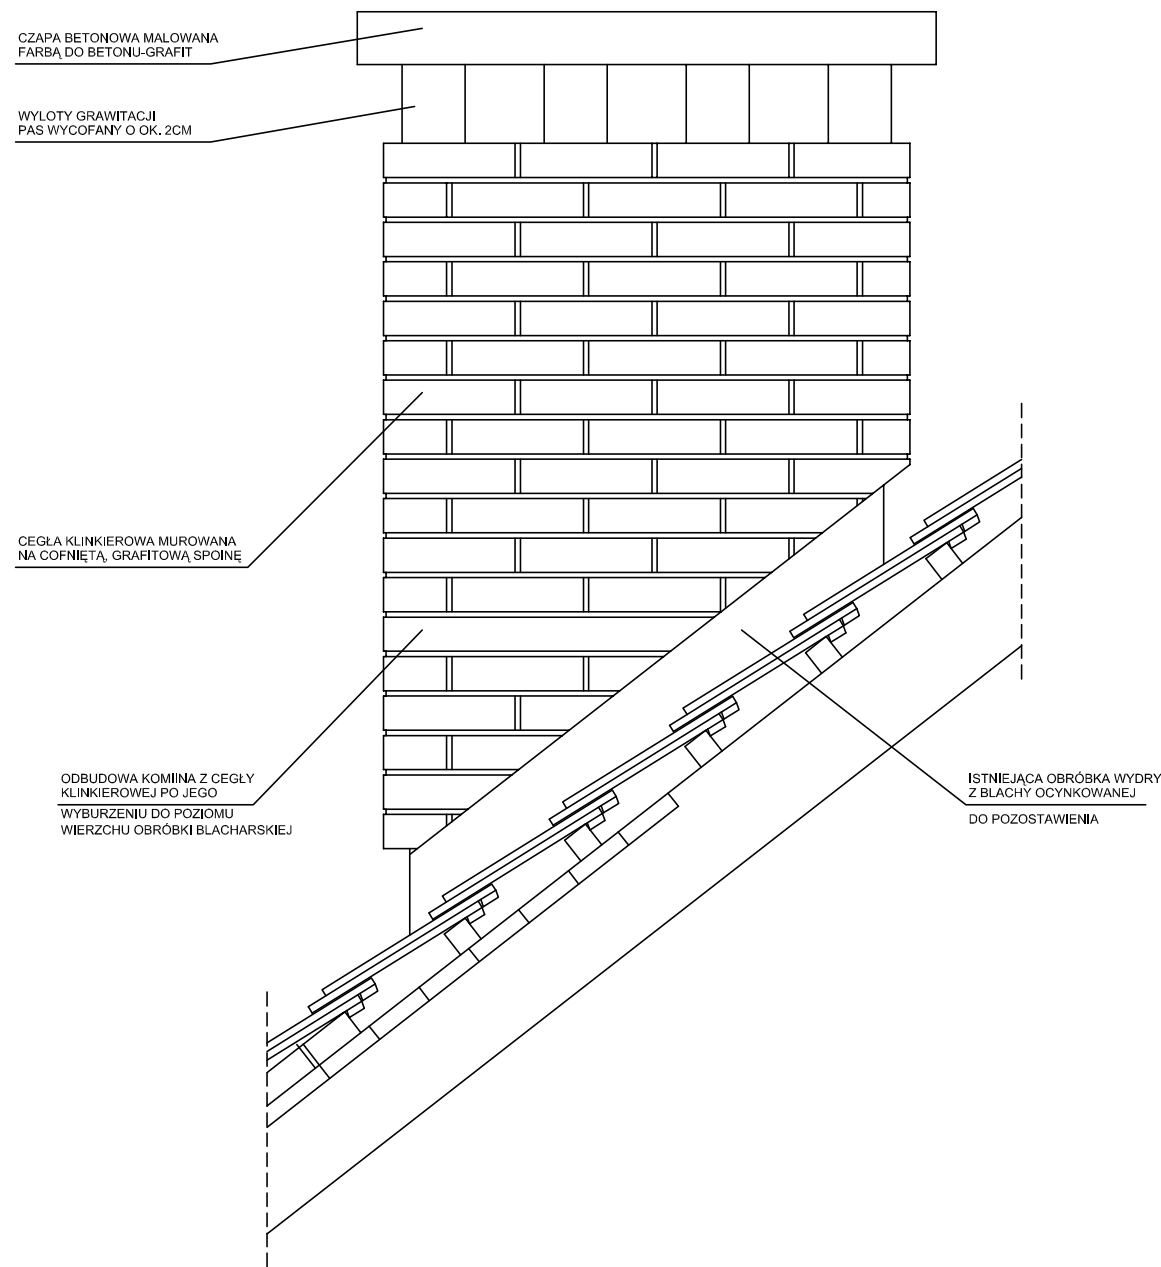 CZAPA BETONOWA MALOWANA
FARBĄ DO BETONU-GRAFIT
WYLOTY GRAWITACJI
PAS WYCOFANY O OK. 2CM
CEGŁA KLINKIEROWA MUROWANA
NA COFNIĘTĄ, GRAFITOWĄ SPOINĘ
ODBUDOWA KOMIINA Z CEGŁY
KLINKIEROWEJ PO JEGO
WYBURZENIU DO POZIOMU
WIERZCHU OBRÓBKI BLACHARSKIEJ
ISTNIEJĄCA OBRÓBKA WYDRY
Z BLACHY OCYNKOWANEJ
DO POZOSTAWIENIA